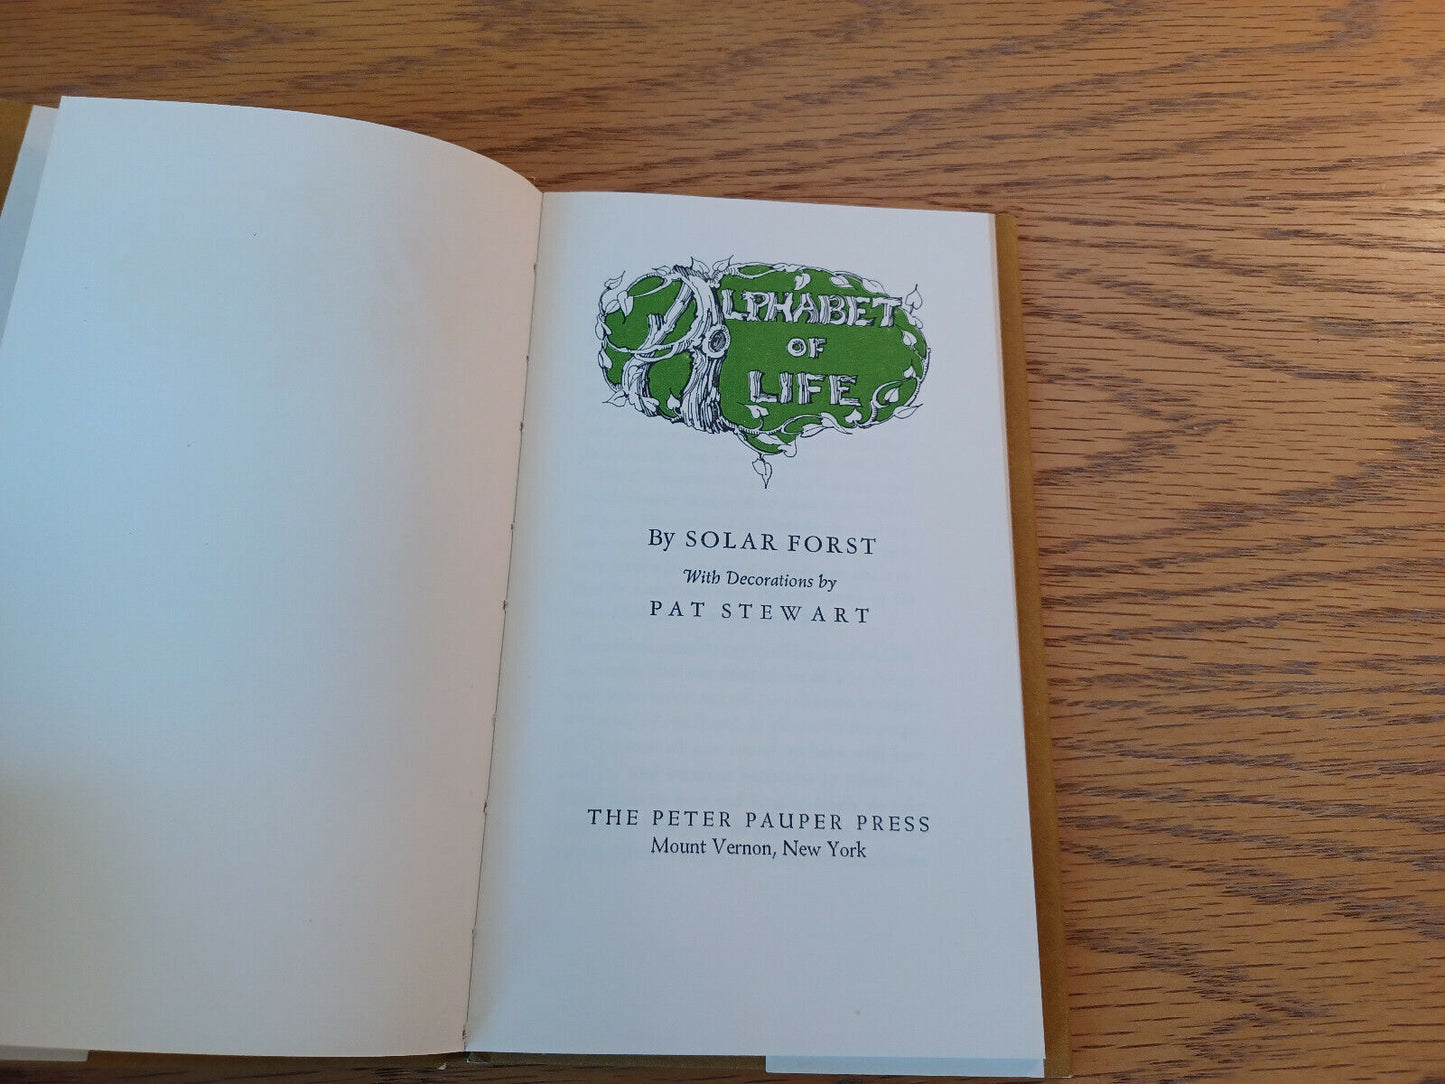 ALPHABET
OF
LIFE
By SOLAR FORST
With Decorations by
PAT STEWART
THE PETER PAUPER PRESS
Mount Vernon, New York